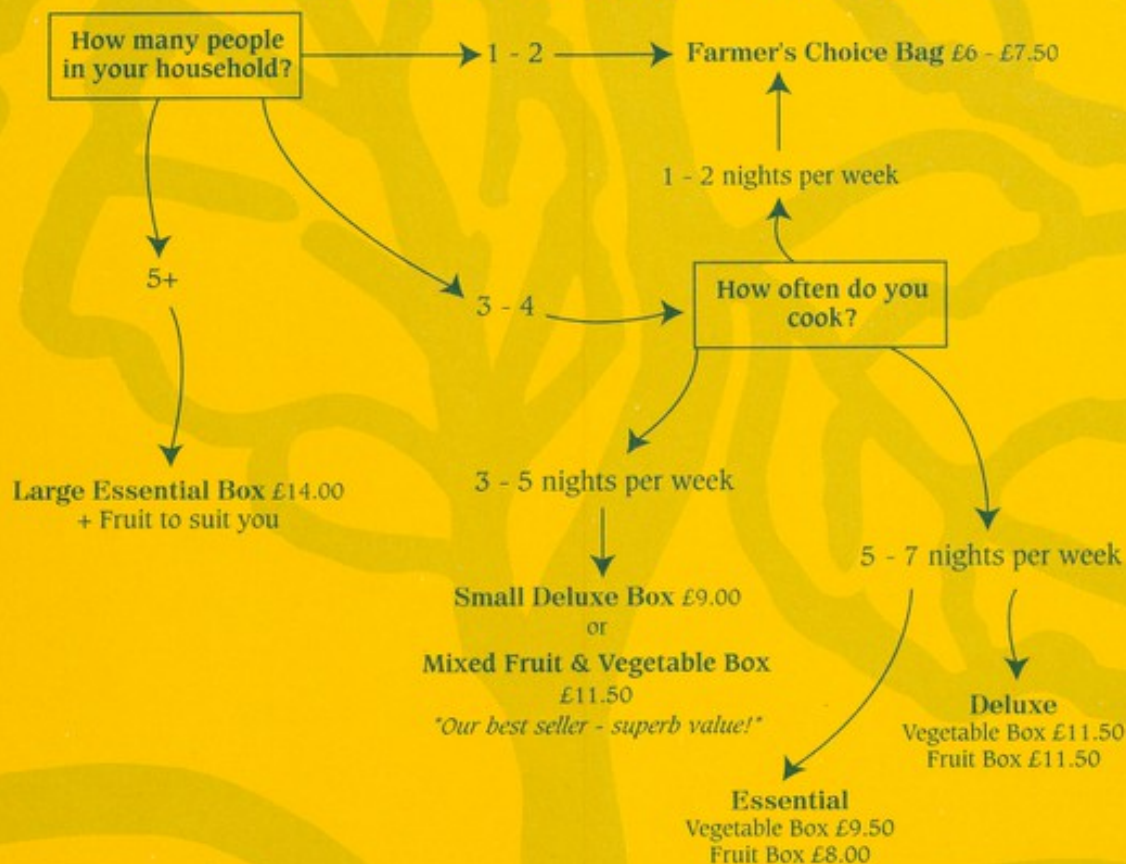 How many people
in your household?
1 - 2
Farmer's Choice Bag £6 - £7.50
1 - 2 nights per week
5+
3 - 4
How often do you
cook?
Large Essential Box £14.00
+ Fruit to suit you
3 - 5 nights per week
5 - 7 nights per week
Small Deluxe Box £9.00
or
Mixed Fruit & Vegetable Box
£11.50
"Our best seller - superb value!"
Deluxe
Vegetable Box £11.50
Fruit Box £11.50
Essential
Vegetable Box £9.50
Fruit Box £8.00